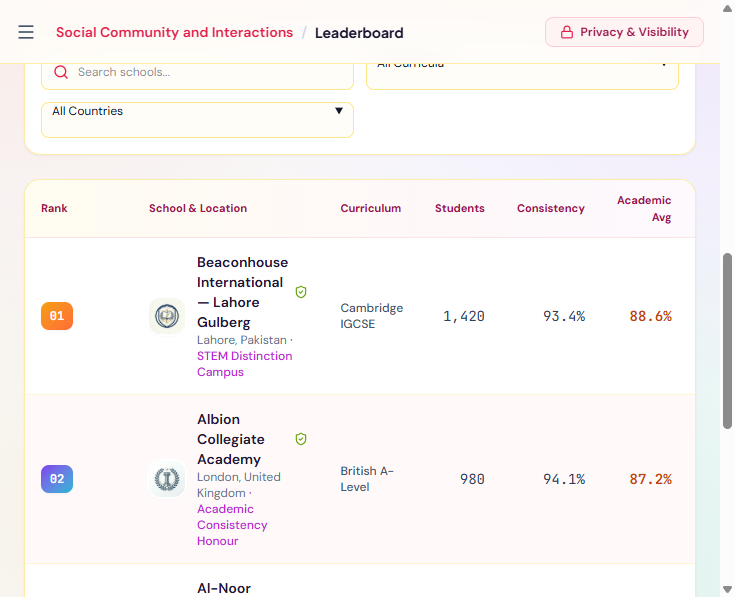 Social Community and Interactions / Leaderboard
Privacy & Visibility
Search schools...
All Curricula
All Countries
Rank
School & Location
Curriculum
Students
Consistency
Academic
Avg
01
Beaconhouse
International
— Lahore
Gulberg
Lahore, Pakistan ·
STEM Distinction
Campus
Cambridge
IGCSE
1,420
93.4%
88.6%
02
Albion
Collegiate
Academy
London, United
Kingdom ·
Academic
Consistency
Honour
British A-
Level
980
94.1%
87.2%
Al-Noor